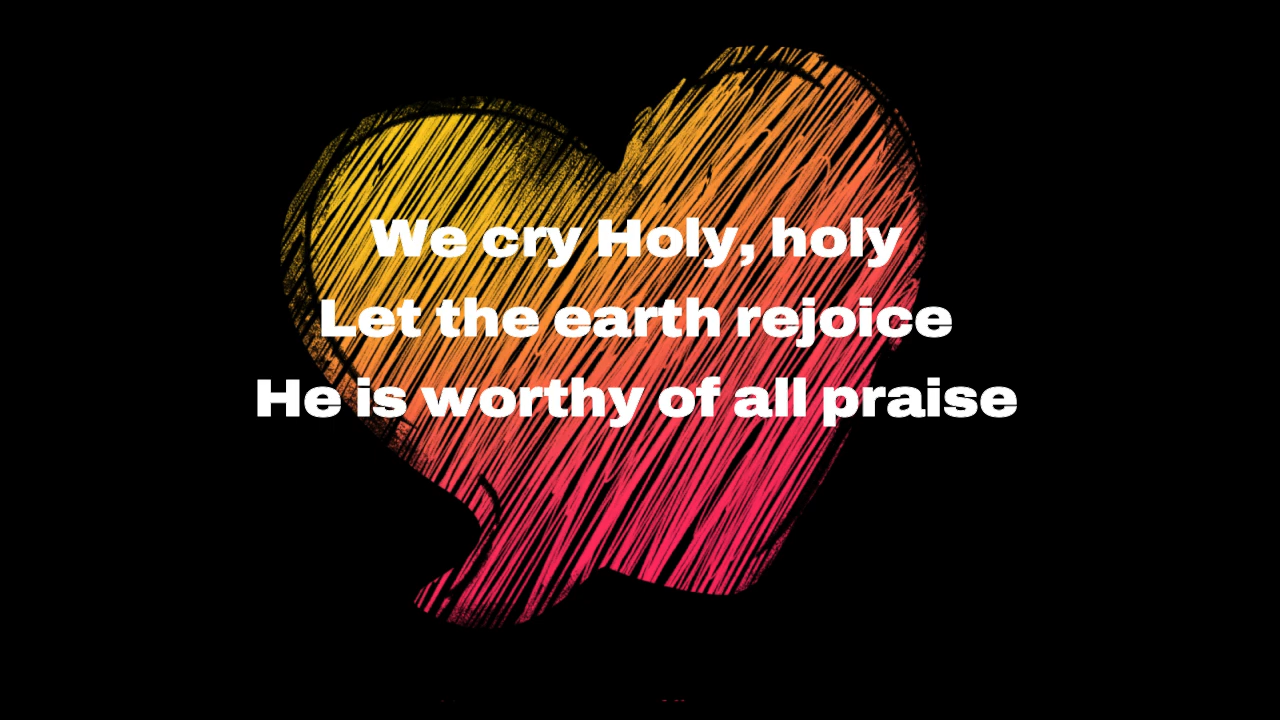 We cry Holy, holy
Let the earth rejoice
He is worthy of all praise